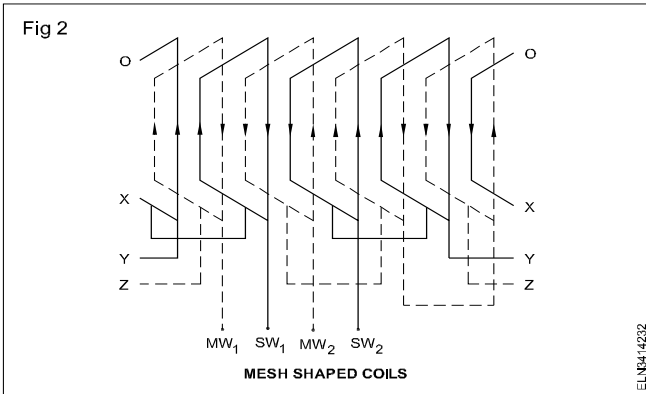 Fig 2
O O
X X
Y Y
Z Z
MW1 SW1 MW2 SW2
MESH SHAPED COILS
ELN3414232